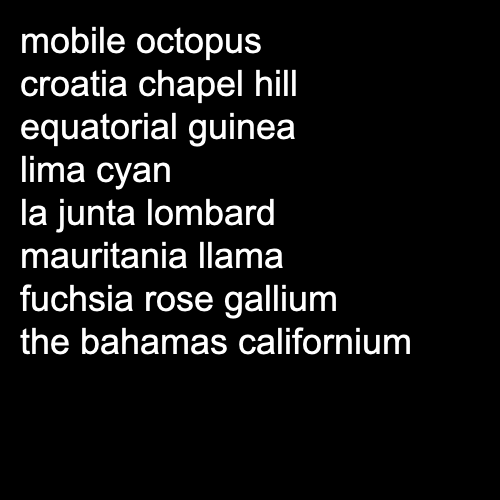 mobile octopus
croatia chapel hill
equatorial guinea
lima cyan
la junta lombard
mauritania llama
fuchsia rose gallium
the bahamas californium